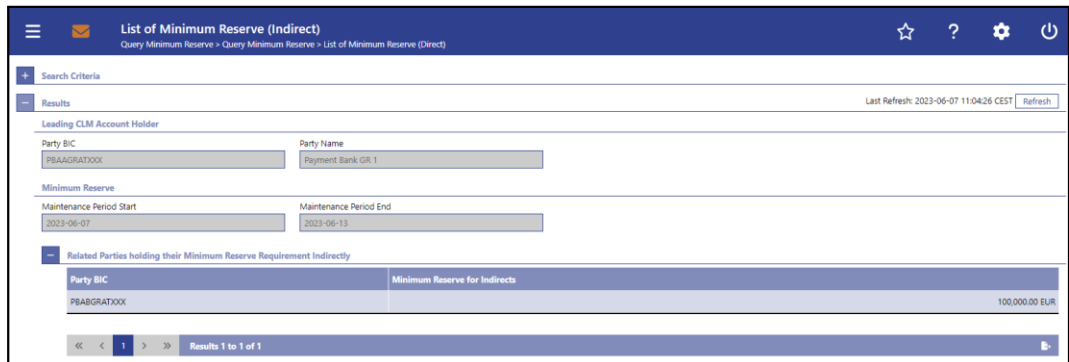 List of Minimum Reserve (Indirect)
Query Minimum Reserve > Query Minimum Reserve > List of Minimum Reserve (Direct)
?
+ Search Criteria
− Results
Last Refresh: 2023-06-07 11:04:26 CEST Refresh
Leading CLM Account Holder
Party BIC Party Name
PBAAGRATXXX Payment Bank GR 1
Minimum Reserve
Maintenance Period Start Maintenance Period End
2023-06-07 2023-06-13
− Related Parties holding their Minimum Reserve Requirement Indirectly
Party BIC Minimum Reserve for Indirects
PBABGRATXXX 100,000.00 EUR
« < 1 > » Results 1 to 1 of 1